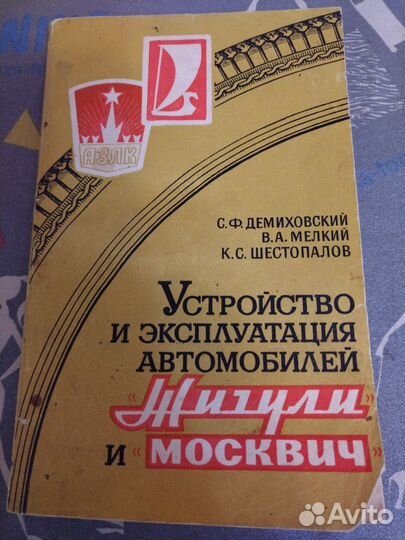 АЗЛК
С.Ф. ДЕМИХОВСКИЙ
В.А. МЕЛКИЙ
К.С. ШЕСТОПАЛОВ
УСТРОЙСТВО
И ЭКСПЛУАТАЦИЯ
АВТОМОБИЛЕЙ
"Жигули"
И "МОСКВИЧ"
Avito